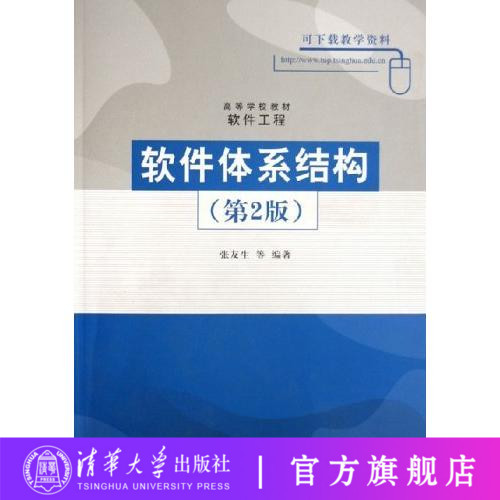 可下载教学资料
http://www.tup.tsinghua.edu.cn
高等学校教材
软件工程
软件体系结构
（第2版）
张友生 等 编著
清华大学出版社
TSINGHUA UNIVERSITY PRESS
官方旗舰店